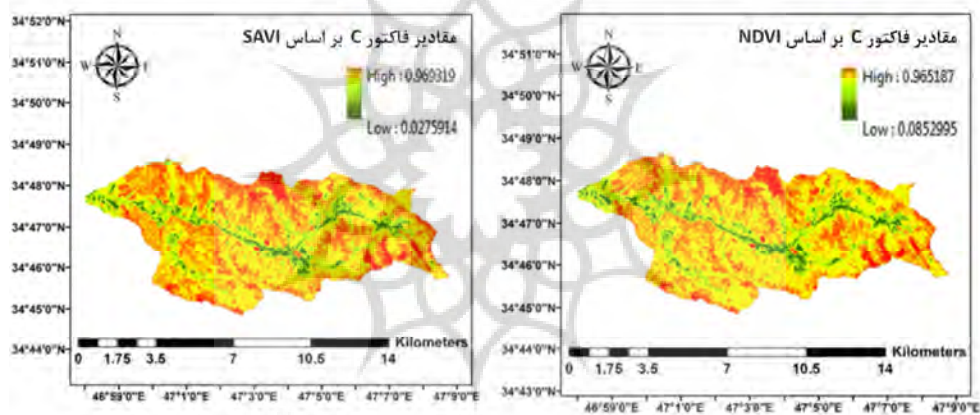 مقادیر فاکتور C بر اساس SAVI
N
W
E
S
High : 0.969319
Low : 0.0275914
34°52'0"N
34°51'0"N
34°50'0"N
34°49'0"N
34°48'0"N
34°47'0"N
34°46'0"N
34°45'0"N
34°44'0"N
Kilometers
0 1.75 3.5 7 10.5 14
46°59'0"E 47°1'0"E 47°3'0"E 47°5'0"E 47°7'0"E 47°9'0"E
مقادیر فاکتور C بر اساس NDVI
N
W
E
S
High : 0.965187
Low : 0.0852995
34°51'0"N
34°50'0"N
34°49'0"N
34°48'0"N
34°47'0"N
34°46'0"N
34°45'0"N
34°44'0"N
34°43'0"N
Kilometers
0 1.75 3.5 7 10.5 14
46°59'0"E 47°1'0"E 47°3'0"E 47°5'0"E 47°7'0"E 47°9'0"E